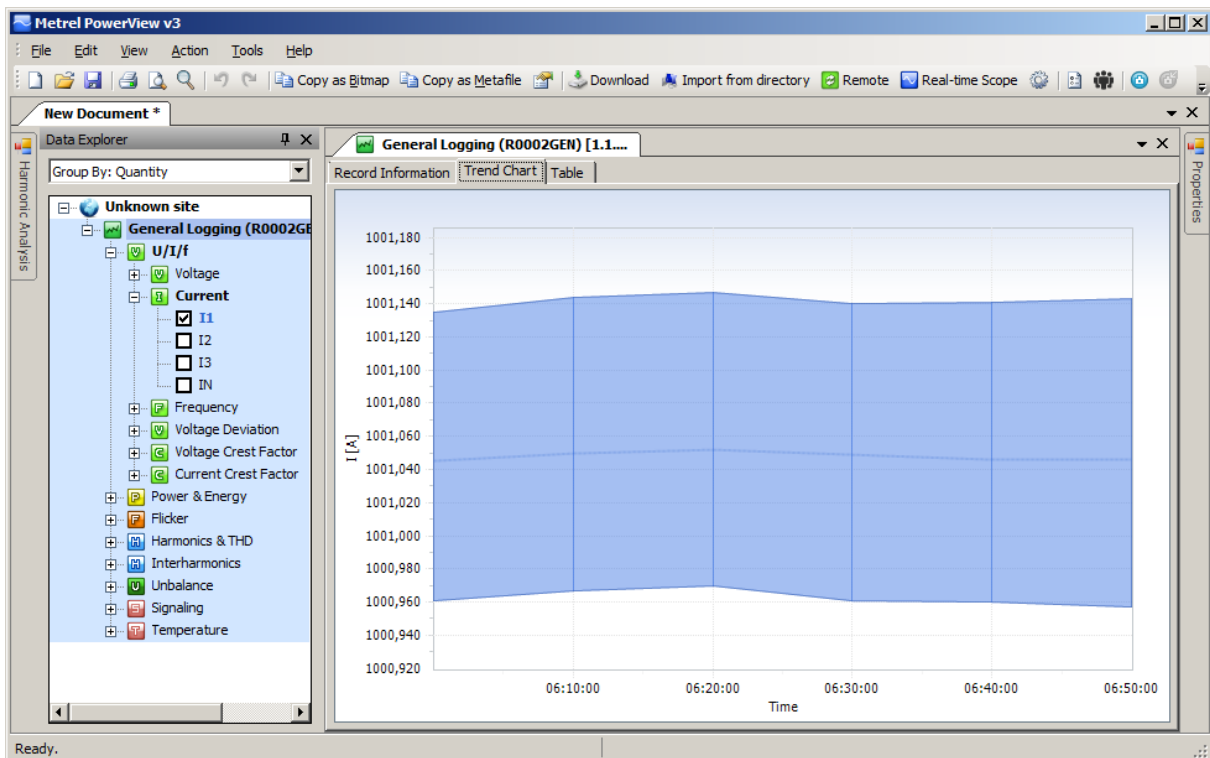 Metrel PowerView v3
File Edit View Action Tools Help
Copy as Bitmap Copy as Metafile Download Import from directory Remote Real-time Scope
New Document *
Harmonic Analysis
Data Explorer
Group By: Quantity
Unknown site
General Logging (R0002GE
U/I/f
Voltage
Current
I1
I2
I3
IN
Frequency
Voltage Deviation
Voltage Crest Factor
Current Crest Factor
Power & Energy
Flicker
Harmonics & THD
Interharmonics
Unbalance
Signaling
Temperature
General Logging (R0002GEN) [1.1....
Record Information Trend Chart Table
I [A]
1001,180
1001,160
1001,140
1001,120
1001,100
1001,080
1001,060
1001,040
1001,020
1001,000
1000,980
1000,960
1000,940
1000,920
06:10:00 06:20:00 06:30:00 06:40:00 06:50:00
Time
Properties
Ready.